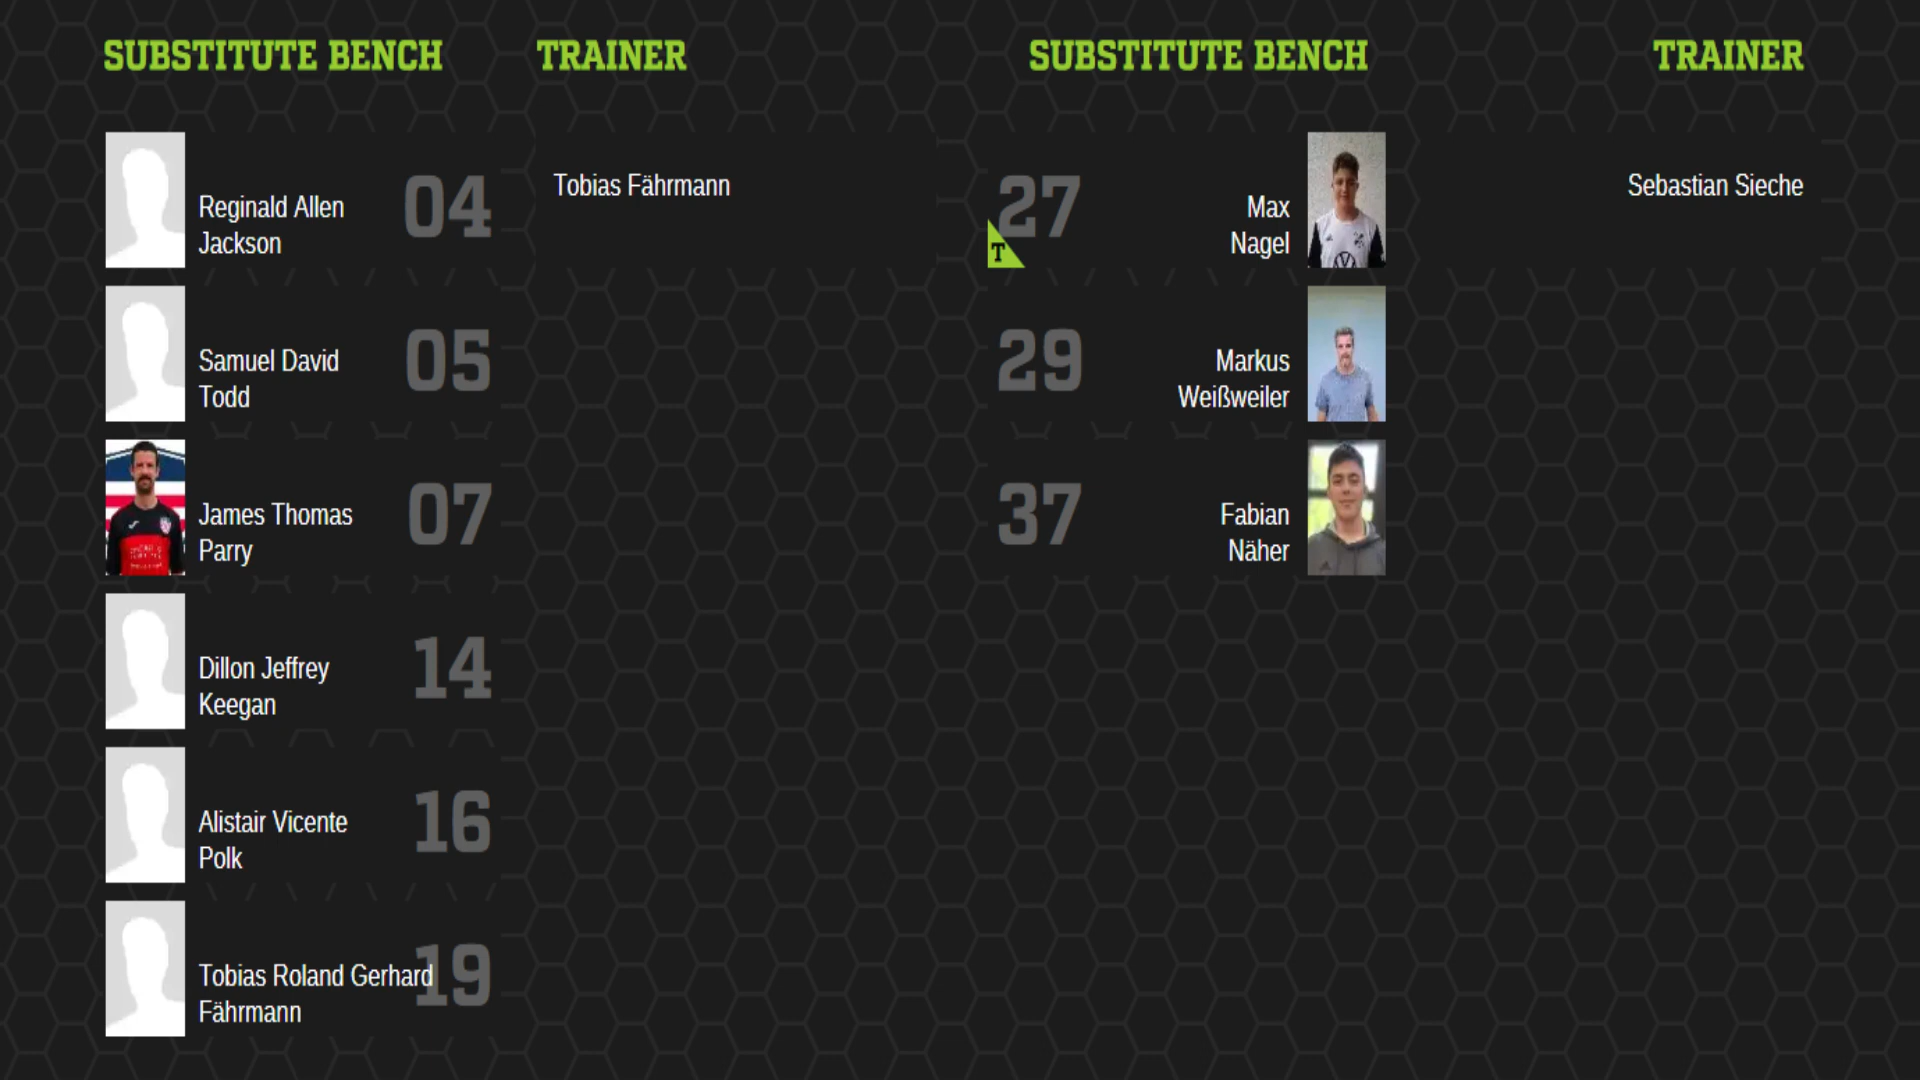 SUBSTITUTE BENCH
TRAINER
Reginald Allen
Jackson
04
Tobias Fährmann
Samuel David
Todd
05
James Thomas
Parry
07
Dillon Jeffrey
Keegan
14
Alistair Vicente
Polk
16
Tobias Roland Gerhard
Fährmann
19
SUBSTITUTE BENCH
TRAINER
27
T
Max
Nagel
Sebastian Sieche
29
Markus
Weißweiler
37
Fabian
Näher